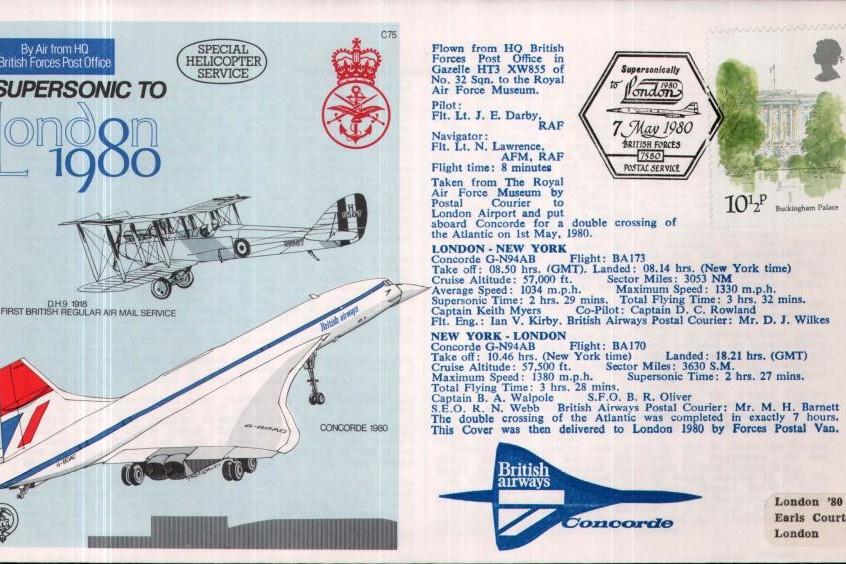 By Air from HQ
British Forces Post Office
SPECIAL
HELICOPTER
SERVICE
C75
SUPERSONIC TO
London
1980
D.H.9 1918
FIRST BRITISH REGULAR AIR MAIL SERVICE
British airways
G-BOAC
G-BOAC
CONCORDE 1980
Flown from HQ British
Forces Post Office in
Gazelle HT3 XW855 of
No. 32 Sqn. to the Royal
Air Force Museum.
Pilot:
Flt. Lt. J. E. Darby,
RAF
Navigator:
Flt. Lt. N. Lawrence,
AFM, RAF
Flight time: 8 minutes
Taken from The Royal
Air Force Museum by
Postal Courier to
London Airport and put
aboard Concorde for a double crossing of
the Atlantic on 1st May, 1980.
LONDON - NEW YORK
Concorde G-N94AB Flight: BA173
Take off: 08.50 hrs. (GMT). Landed: 08.14 hrs. (New York time)
Cruise Altitude: 57,000 ft. Sector Miles: 3053 NM
Average Speed: 1034 m.p.h. Maximum Speed: 1330 m.p.h.
Supersonic Time: 2 hrs. 29 mins. Total Flying Time: 3 hrs. 32 mins.
Captain Keith Myers Co-Pilot: Captain D. C. Rowland
Flt. Eng.: Ian V. Kirby. British Airways Postal Courier: Mr. D. J. Wilkes
NEW YORK - LONDON
Concorde G-N94AB Flight: BA170
Take off: 10.46 hrs. (New York time) Landed: 18.21 hrs. (GMT)
Cruise Altitude: 57,500 ft. Sector Miles: 3630 S.M.
Maximum Speed: 1380 m.p.h. Supersonic Time: 2 hrs. 27 mins.
Total Flying Time: 3 hrs. 28 mins.
Captain B. A. Walpole S.F.O. B. R. Oliver
S.E.O. R. N. Webb British Airways Postal Courier: Mr. M. H. Barnett
The double crossing of the Atlantic was completed in exactly 7 hours.
This Cover was then delivered to London 1980 by Forces Postal Van.
Supersonically
to London 1980
7 May 1980
BRITISH FORCES
7580
POSTAL SERVICE
10½P Buckingham Palace
British
airways
Concorde
London '80
Earls Court
London